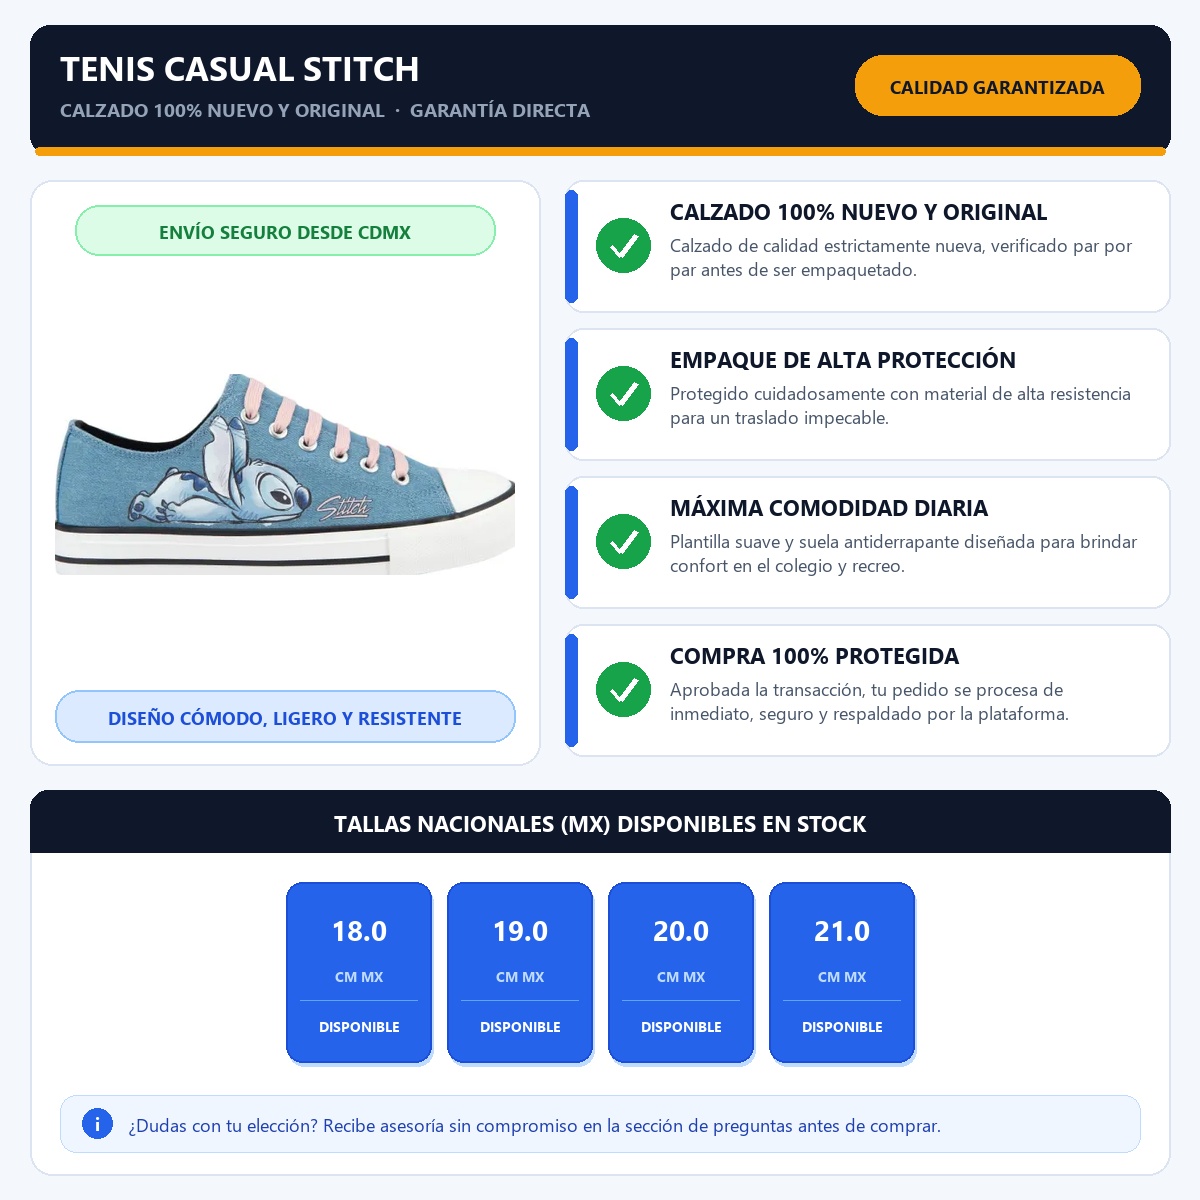 TENIS CASUAL STITCH
CALZADO 100% NUEVO Y ORIGINAL · GARANTÍA DIRECTA
CALIDAD GARANTIZADA
ENVÍO SEGURO DESDE CDMX
Stitch
DISEÑO CÓMODO, LIGERO Y RESISTENTE
CALZADO 100% NUEVO Y ORIGINAL
Calzado de calidad estrictamente nueva, verificado par por
par antes de ser empaquetado.
EMPAQUE DE ALTA PROTECCIÓN
Protegido cuidadosamente con material de alta resistencia
para un traslado impecable.
MÁXIMA COMODIDAD DIARIA
Plantilla suave y suela antiderrapante diseñada para brindar
confort en el colegio y recreo.
COMPRA 100% PROTEGIDA
Aprobada la transacción, tu pedido se procesa de
inmediato, seguro y respaldado por la plataforma.
TALLAS NACIONALES (MX) DISPONIBLES EN STOCK
18.0
CM MX
DISPONIBLE
19.0
CM MX
DISPONIBLE
20.0
CM MX
DISPONIBLE
21.0
CM MX
DISPONIBLE
¿Dudas con tu elección? Recibe asesoría sin compromiso en la sección de preguntas antes de comprar.